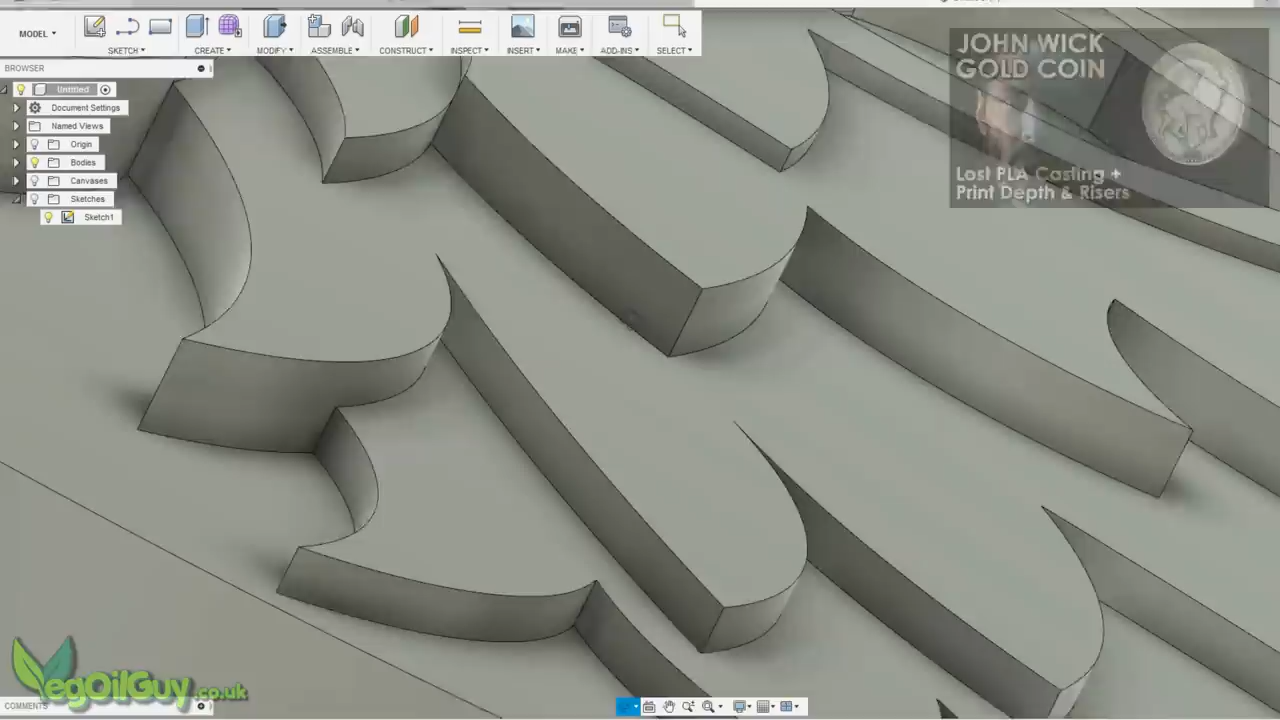 MODEL
SKETCH
CREATE
MODIFY
ASSEMBLE
CONSTRUCT
INSPECT
INSERT
MAKE
ADD-INS
SELECT
BROWSER
Untitled
Document Settings
Named Views
Origin
Bodies
Canvases
Sketches
Sketch1
JOHN WICK
GOLD COIN
Lost PLA Casting +
Print Depth & Risers
VegOilGuy.co.uk
COMMENTS